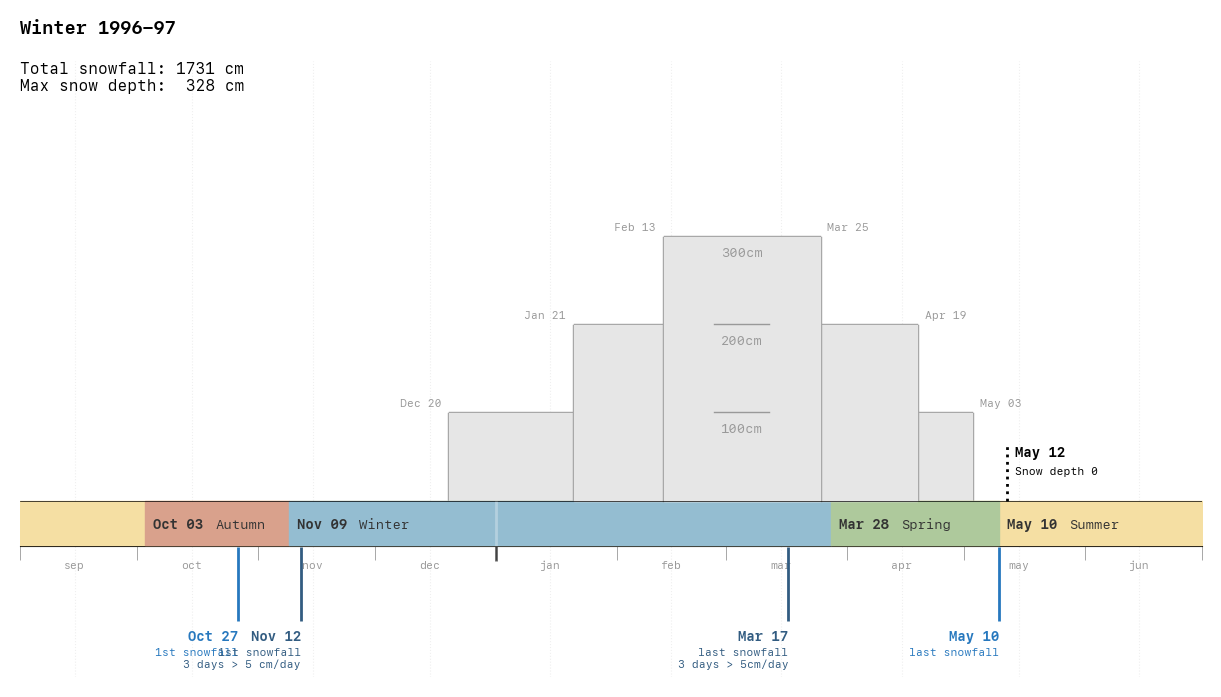 Winter 1996–97
Total snowfall: 1731 cm
Max snow depth:  328 cm
Feb 13
Mar 25
300cm
Jan 21
Apr 19
200cm
Dec 20
May 03
100cm
May 12
Snow depth 0
Oct 03 Autumn
Nov 09 Winter
Mar 28 Spring
May 10 Summer
sep
oct
nov
dec
jan
feb
mar
apr
may
jun
Oct 27
1st snowfall
Nov 12
1st snowfall
3 days > 5 cm/day
Mar 17
last snowfall
3 days > 5cm/day
May 10
last snowfall